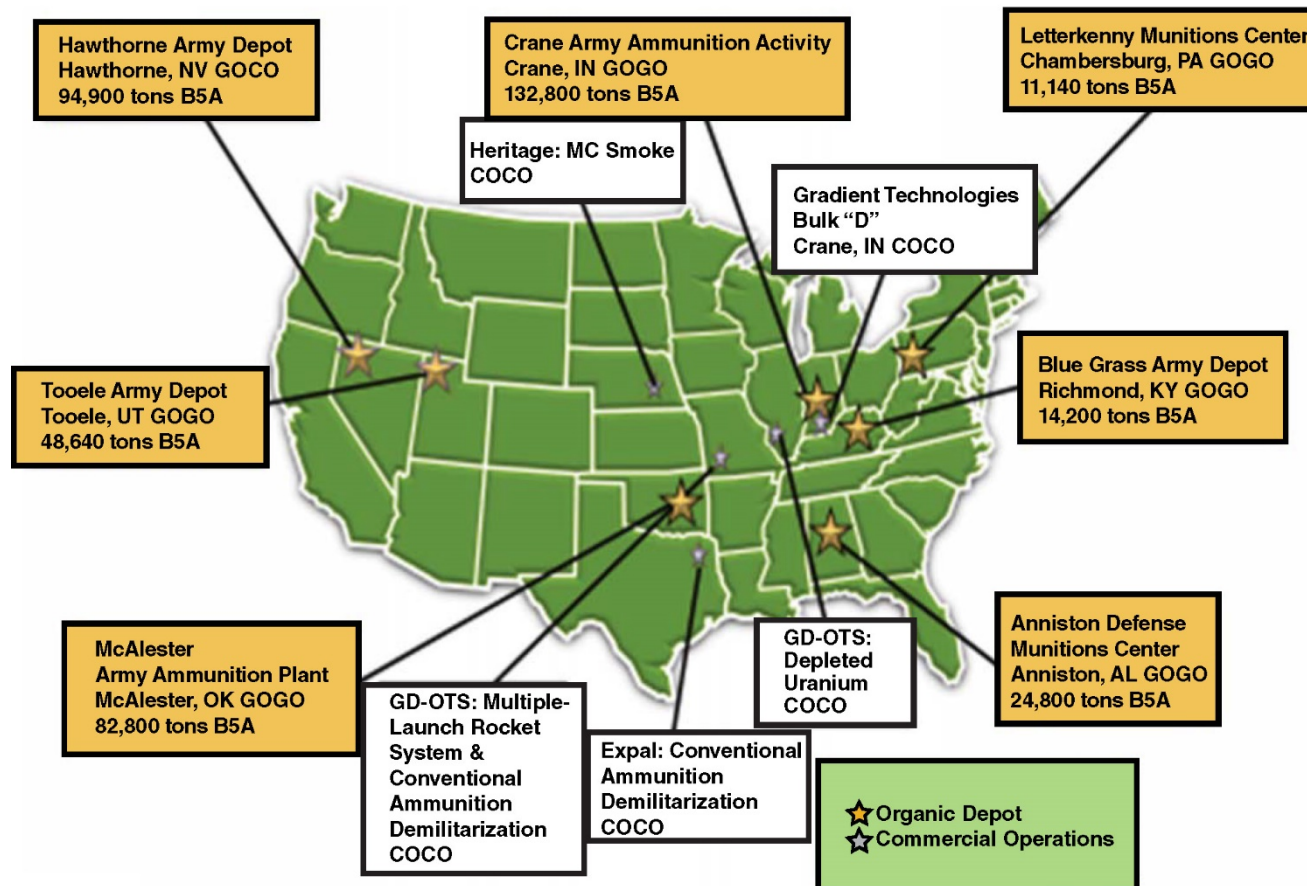 Hawthorne Army Depot
Hawthorne, NV GOCO
94,900 tons B5A
Crane Army Ammunition Activity
Crane, IN GOGO
132,800 tons B5A
Letterkenny Munitions Center
Chambersburg, PA GOGO
11,140 tons B5A
Heritage: MC Smoke
COCO
Gradient Technologies
Bulk “D”
Crane, IN COCO
Tooele Army Depot
Tooele, UT GOGO
48,640 tons B5A
Blue Grass Army Depot
Richmond, KY GOGO
14,200 tons B5A
McAlester
Army Ammunition Plant
McAlester, OK GOGO
82,800 tons B5A
GD-OTS: Multiple-
Launch Rocket
System &
Conventional
Ammunition
Demilitarization
COCO
Expal: Conventional
Ammunition
Demilitarization
COCO
GD-OTS:
Depleted
Uranium
COCO
Anniston Defense
Munitions Center
Anniston, AL GOGO
24,800 tons B5A
Organic Depot
Commercial Operations